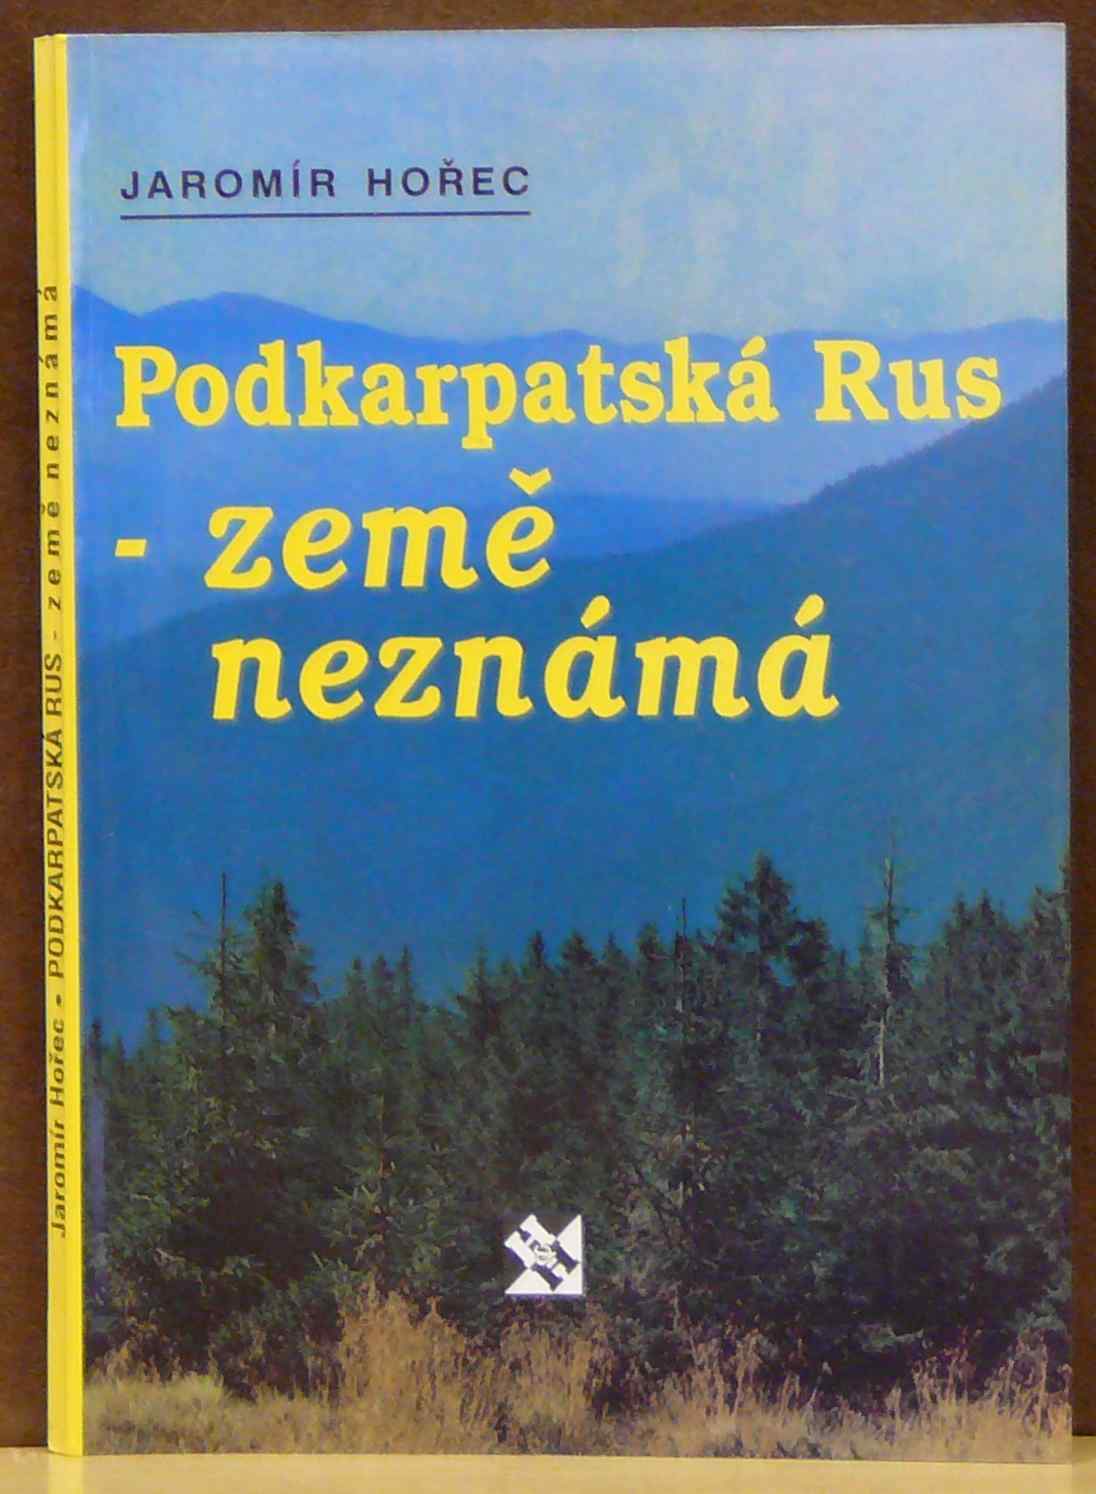 JAROMÍR HOŘEC
Podkarpatská Rus
- země
neznámá
Jaromír Hořec • PODKARPATSKÁ RUS - země neznámá